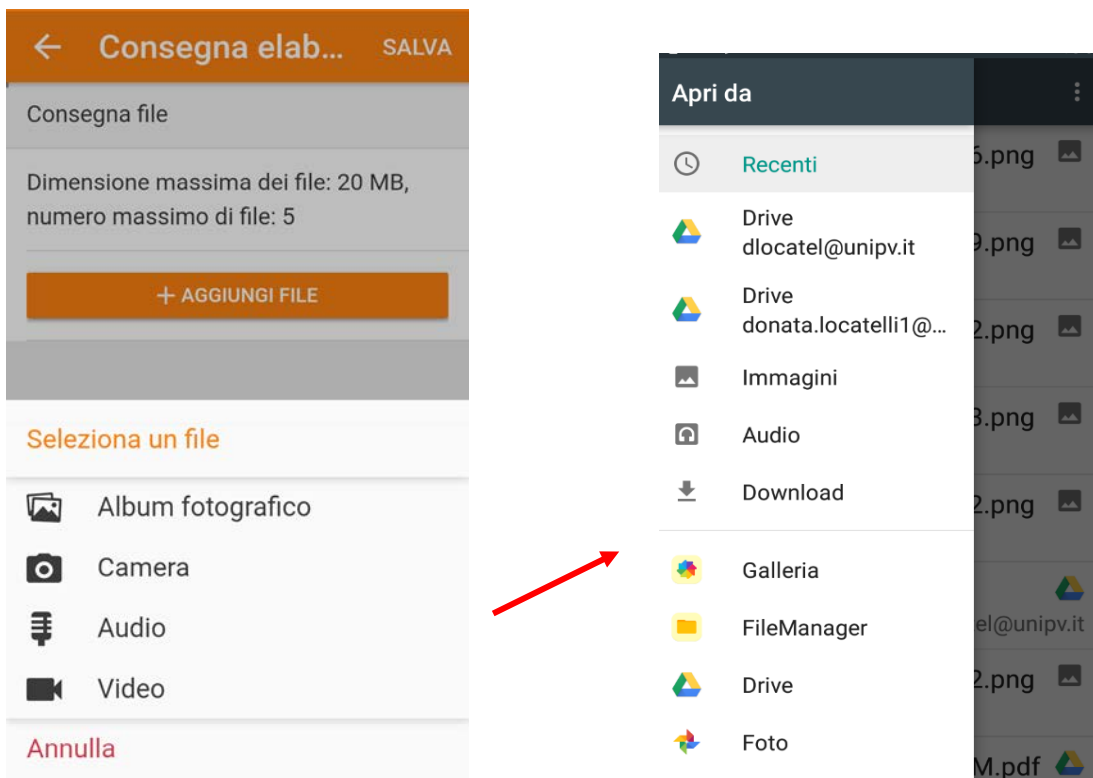 Consegna elab... SALVA
Consegna file
Dimensione massima dei file: 20 MB,
numero massimo di file: 5
+ AGGIUNGI FILE
Seleziona un file
Album fotografico
Camera
Audio
Video
Annulla
Apri da
Recenti
Drive
dlocatel@unipv.it
Drive
donata.locatelli1@...
Immagini
Audio
Download
Galleria
FileManager
Drive
Foto
6.png
9.png
2.png
3.png
2.png
el@unipv.it
2.png
M.pdf